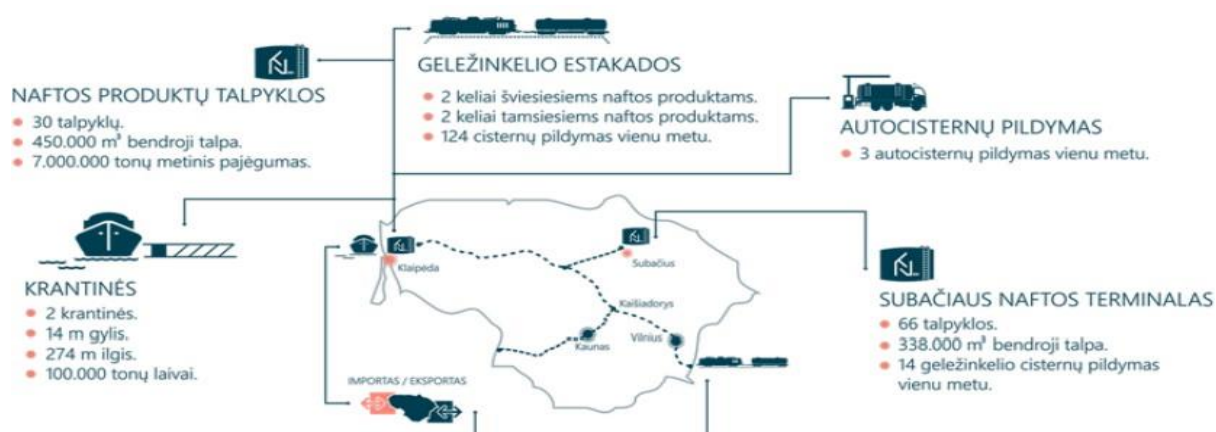 GELEŽINKELIO ESTAKADOS
2 keliai šviesiesiems naftos produktams.
2 keliai tamsiesiems naftos produktams.
124 cisternų pildymas vienu metu.
NAFTOS PRODUKTŲ TALPYKLOS
30 talpyklų.
450.000 m³ bendroji talpa.
7.000.000 tonų metinis pajėgumas.
AUTOCISTERNŲ PILDYMAS
3 autocisternų pildymas vienu metu.
KRANTINĖS
2 krantinės.
14 m gylis.
274 m ilgis.
100.000 tonų laivai.
Klaipėda
Subačius
Kaišiadorys
Kaunas
Vilnius
IMPORTAS / EKSPORTAS
SUBAČIAUS NAFTOS TERMINALAS
66 talpyklos.
338.000 m³ bendroji talpa.
14 geležinkelio cisternų pildymas
vienu metu.